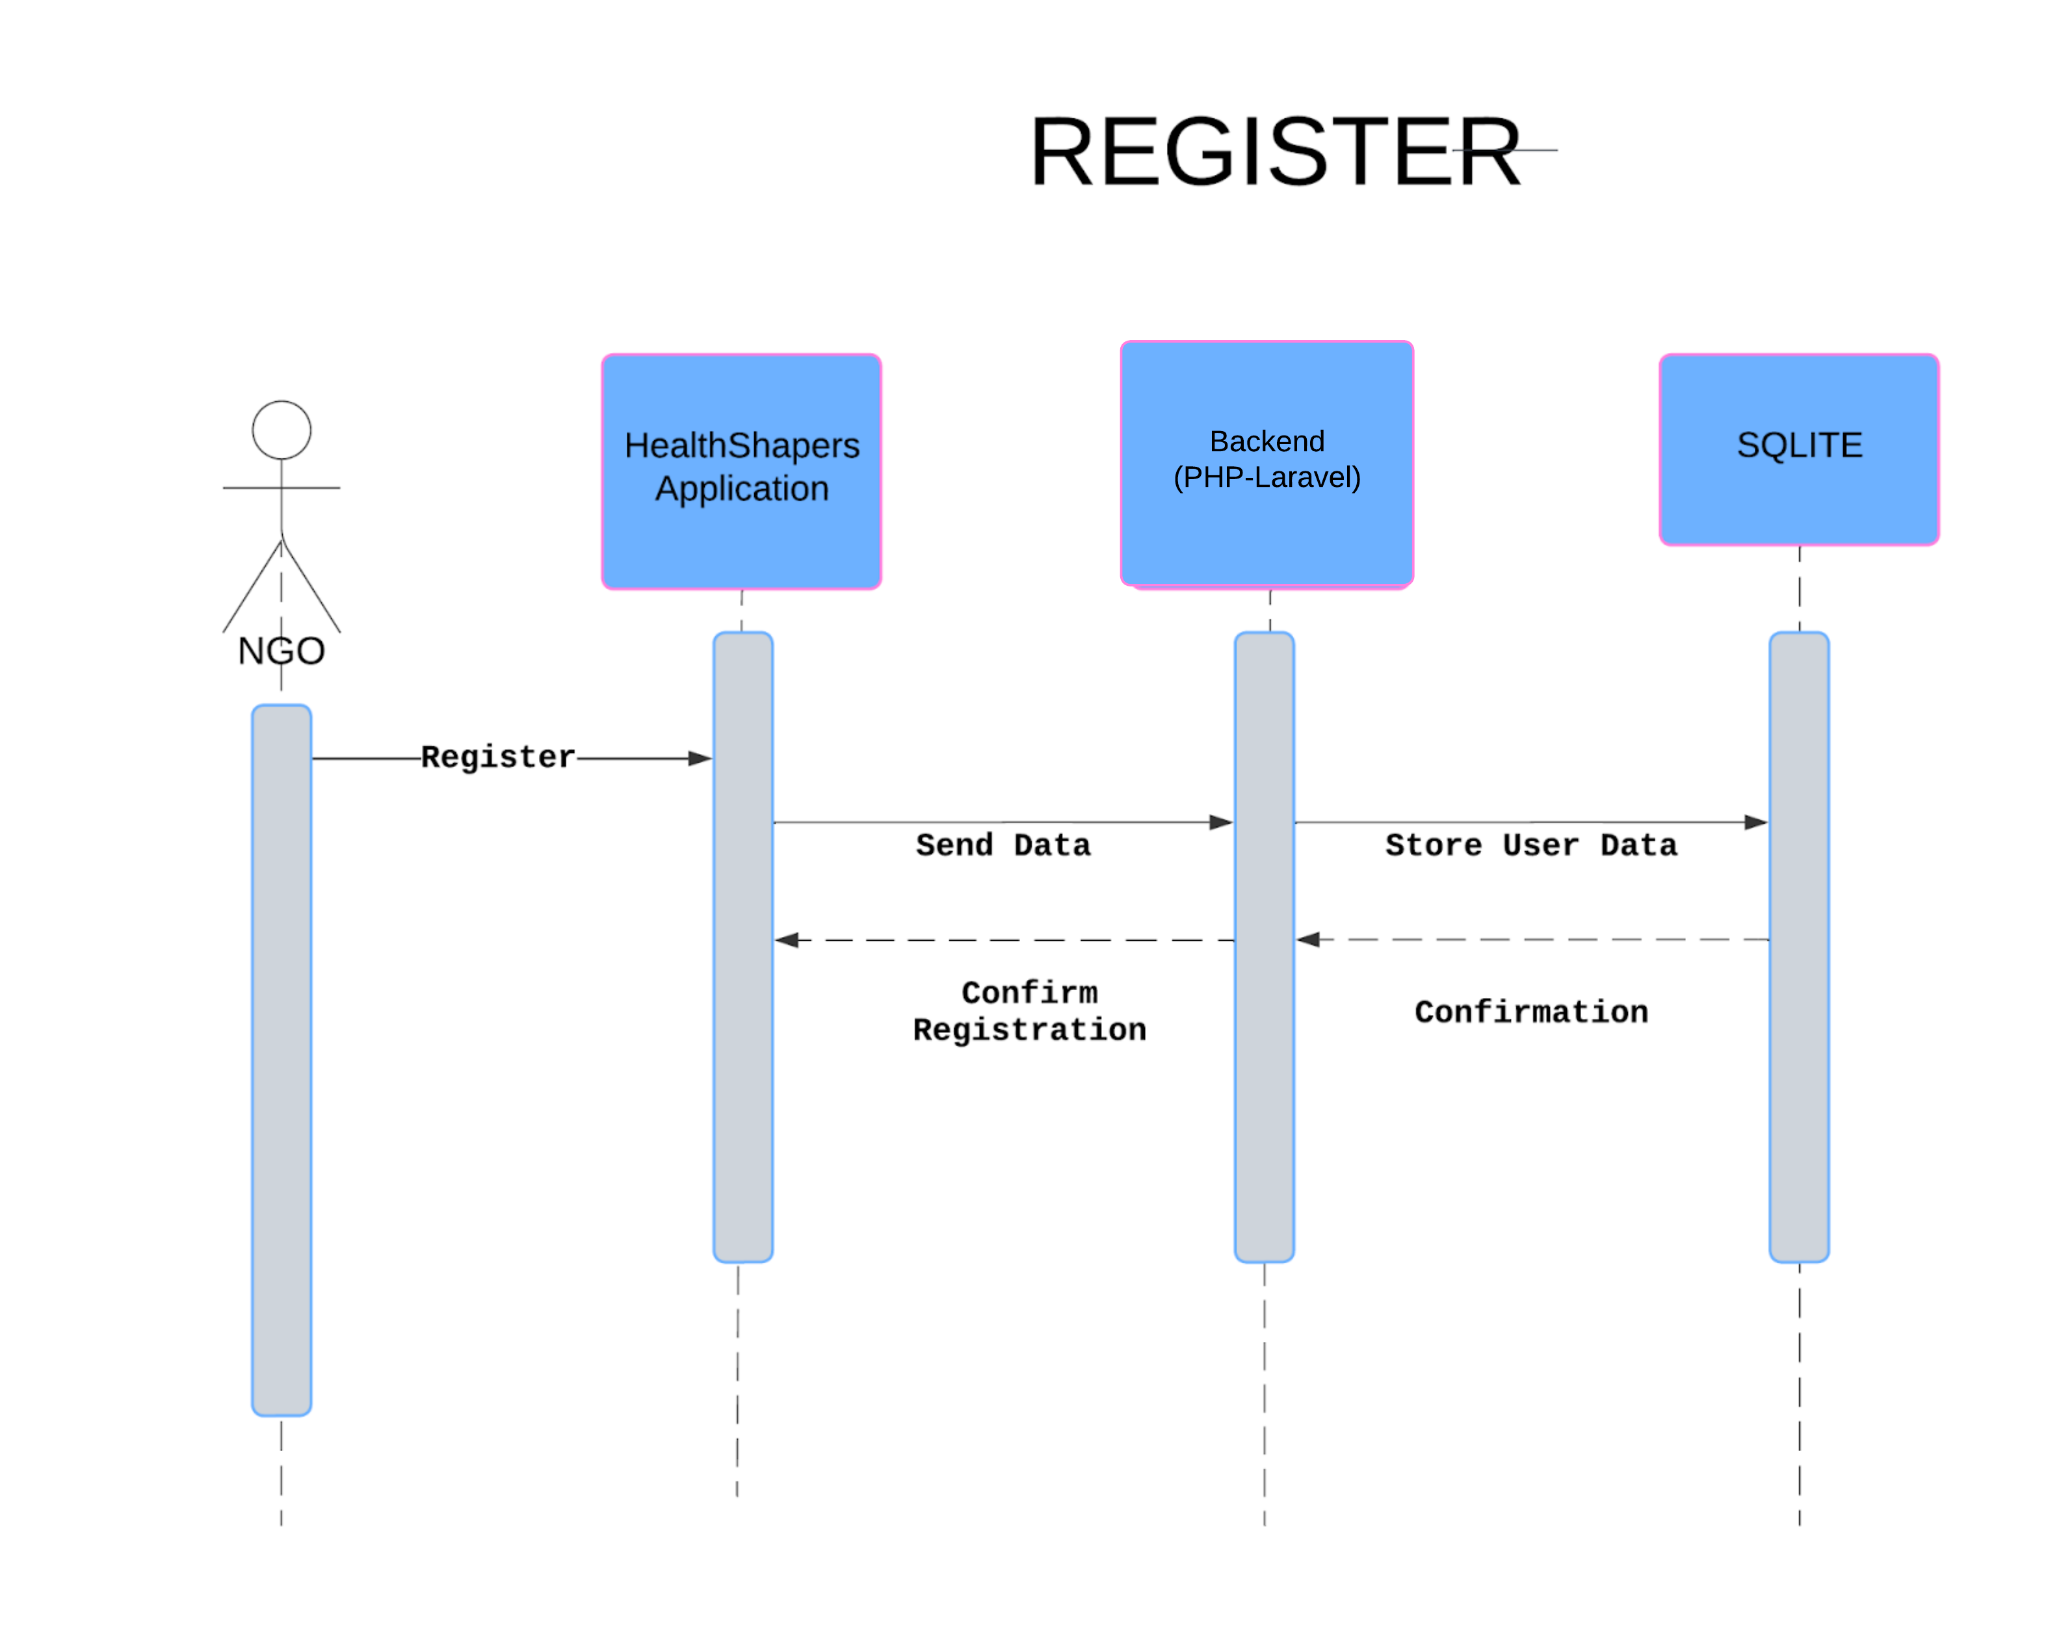 REGISTER
HealthShapers
Application
Backend
(PHP-Laravel)
SQLITE
NGO
Register
Send Data
Store User Data
Confirm
Registration
Confirmation